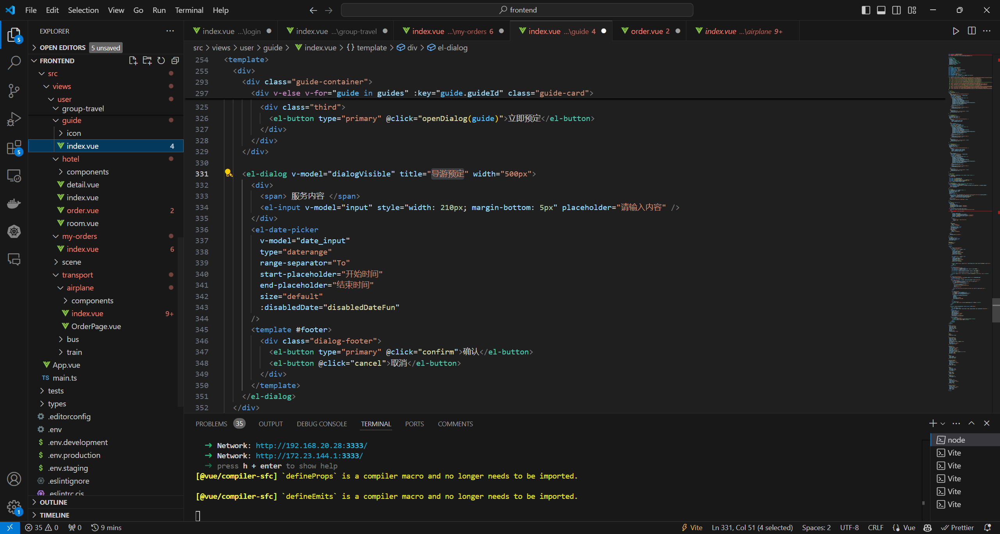 File Edit Selection View Go Run Terminal Help
frontend
EXPLORER
OPEN EDITORS 5 unsaved
FRONTEND
src
views
user
group-travel
guide
icon
index.vue 4
hotel
components
detail.vue
index.vue
order.vue 2
room.vue
my-orders
index.vue 6
scene
transport
airplane
components
index.vue 9+
OrderPage.vue
bus
train
App.vue
TS main.ts
tests
types
.editorconfig
.env
$ .env.development
$ .env.production
$ .env.staging
.eslintignore
.eslintrc.cjs
OUTLINE
TIMELINE
5
5
1
index.vue ...\login
index.vue ...\group-travel
index.vue ...\my-orders 6
index.vue ...\guide 4
order.vue 2
index.vue ...\airplane 9+
src > views > user > guide > index.vue > {} template > div > el-dialog
254 <template>
255 <div>
293 <div class="guide-container">
297 <div v-else v-for="guide in guides" :key="guide.guideId" class="guide-card">
325 <div class="third">
326 <el-button type="primary" @click="openDialog(guide)">立即预定</el-button>
327 </div>
328 </div>
329 </div>
330
331 <el-dialog v-model="dialogVisible" title="导游预定" width="500px">
332 <div>
333 <span> 服务内容 </span>
334 <el-input v-model="input" style="width: 210px; margin-bottom: 5px" placeholder="请输入内容" />
335 </div>
336 <el-date-picker
337 v-model="date_input"
338 type="daterange"
339 range-separator="To"
340 start-placeholder="开始时间"
341 end-placeholder="结束时间"
342 size="default"
343 :disabledDate="disabledDateFun"
344 />
345 <template #footer>
346 <div class="dialog-footer">
347 <el-button type="primary" @click="confirm">确认</el-button>
348 <el-button @click="cancel">取消</el-button>
349 </div>
350 </template>
351 </el-dialog>
352 </div>
PROBLEMS 35 OUTPUT DEBUG CONSOLE TERMINAL PORTS COMMENTS
➜ Network: http://192.168.20.28:3333/
➜ Network: http://172.23.144.1:3333/
➜ press h + enter to show help
[@vue/compiler-sfc] `defineProps` is a compiler macro and no longer needs to be imported.
[@vue/compiler-sfc] `defineEmits` is a compiler macro and no longer needs to be imported.
node
Vite
Vite
Vite
Vite
Vite
35 0 0 9 mins
Vite Ln 331, Col 51 (4 selected) Spaces: 2 UTF-8 CRLF Vue Prettier